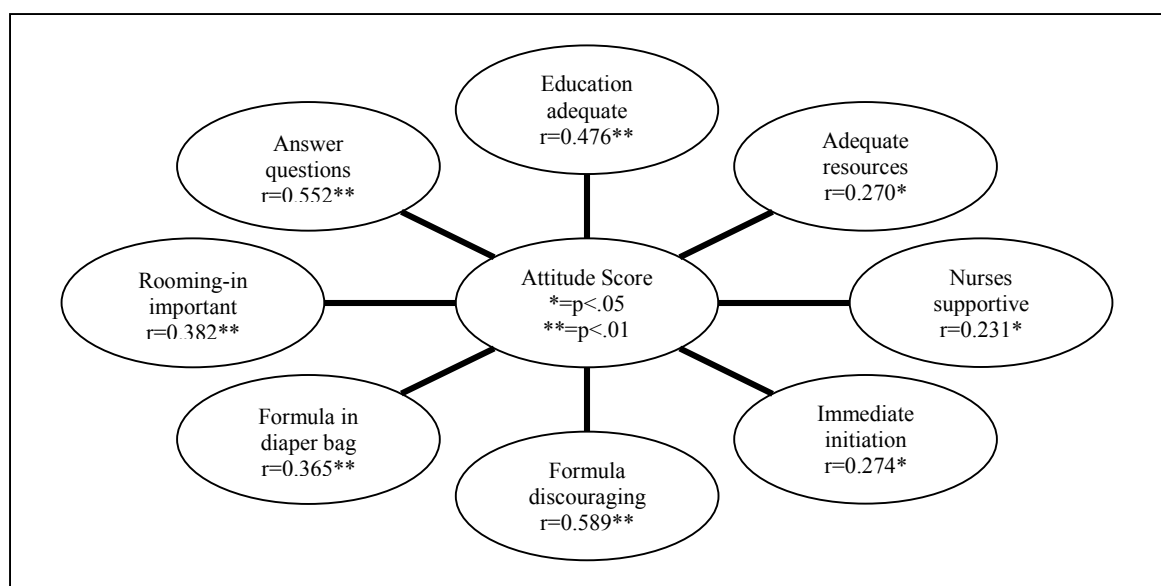 Education
adequate
r=0.476**
Answer
questions
r=0.552**
Adequate
resources
r=0.270*
Rooming-in
important
r=0.382**
Attitude Score
*=p<.05
**=p<.01
Nurses
supportive
r=0.231*
Formula in
diaper bag
r=0.365**
Formula
discouraging
r=0.589**
Immediate
initiation
r=0.274*